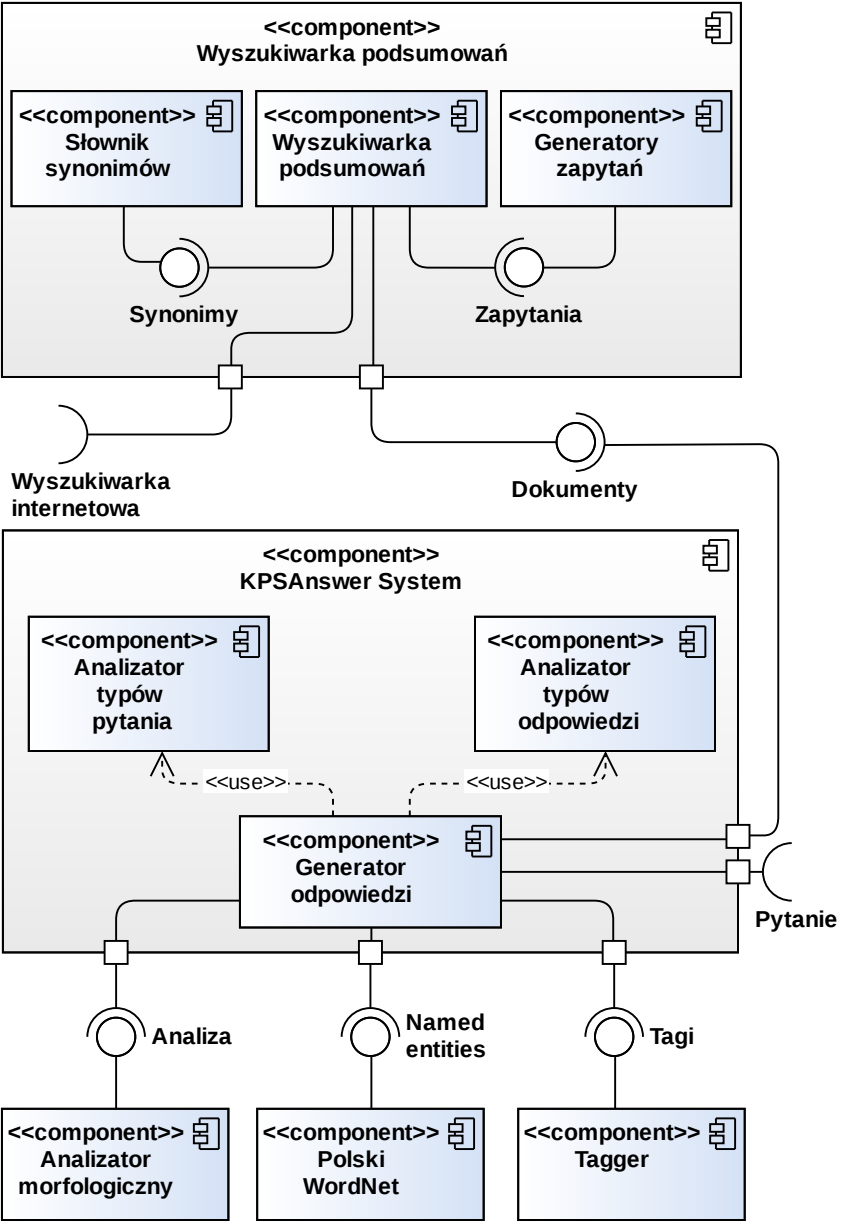 <<component>>
Wyszukiwarka podsumowań
<<component>>
Słownik
synonimów
<<component>>
Wyszukiwarka
podsumowań
<<component>>
Generatory
zapytań
Synonimy
Zapytania
Wyszukiwarka
internetowa
Dokumenty
<<component>>
KPSAnswer System
<<component>>
Analizator
typów
pytania
<<component>>
Analizator
typów
odpowiedzi
<<use>>
<<use>>
<<component>>
Generator
odpowiedzi
Pytanie
Analiza
Named
entities
Tagi
<<component>>
Analizator
morfologiczny
<<component>>
Polski
WordNet
<<component>>
Tagger